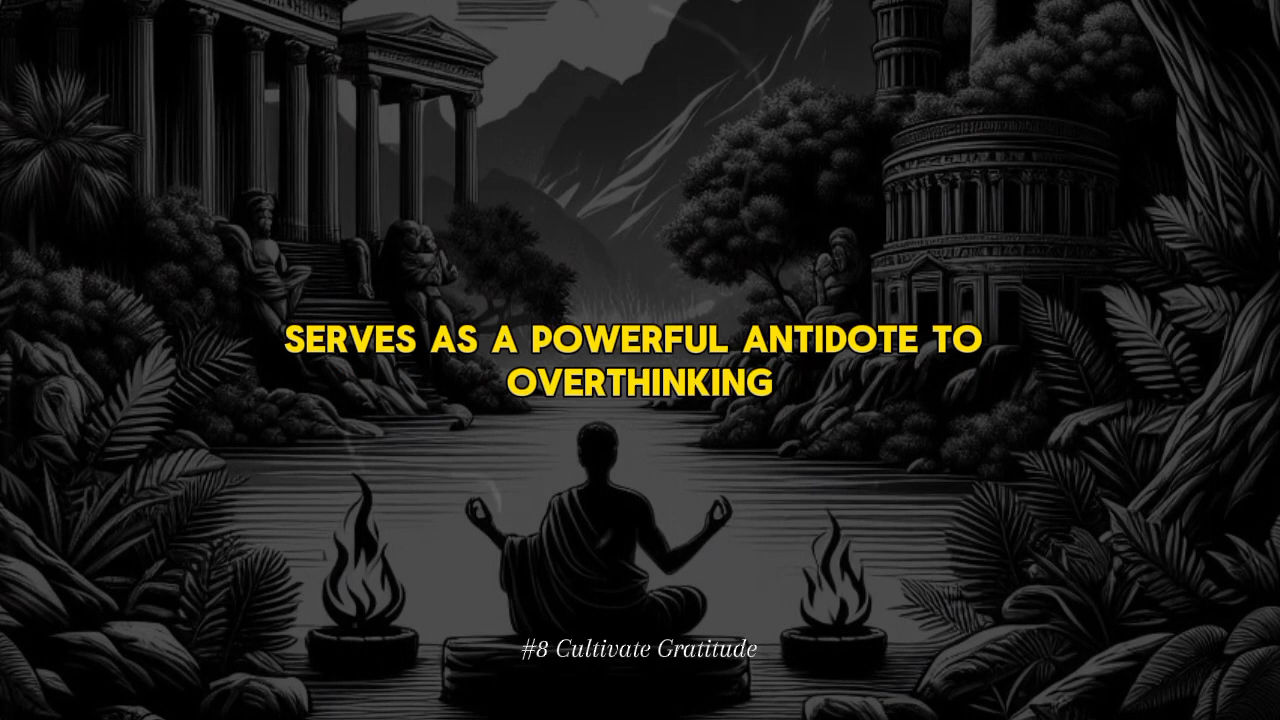 SERVES AS A POWERFUL ANTIDOTE TO
OVERTHINKING
#8 Cultivate Gratitude